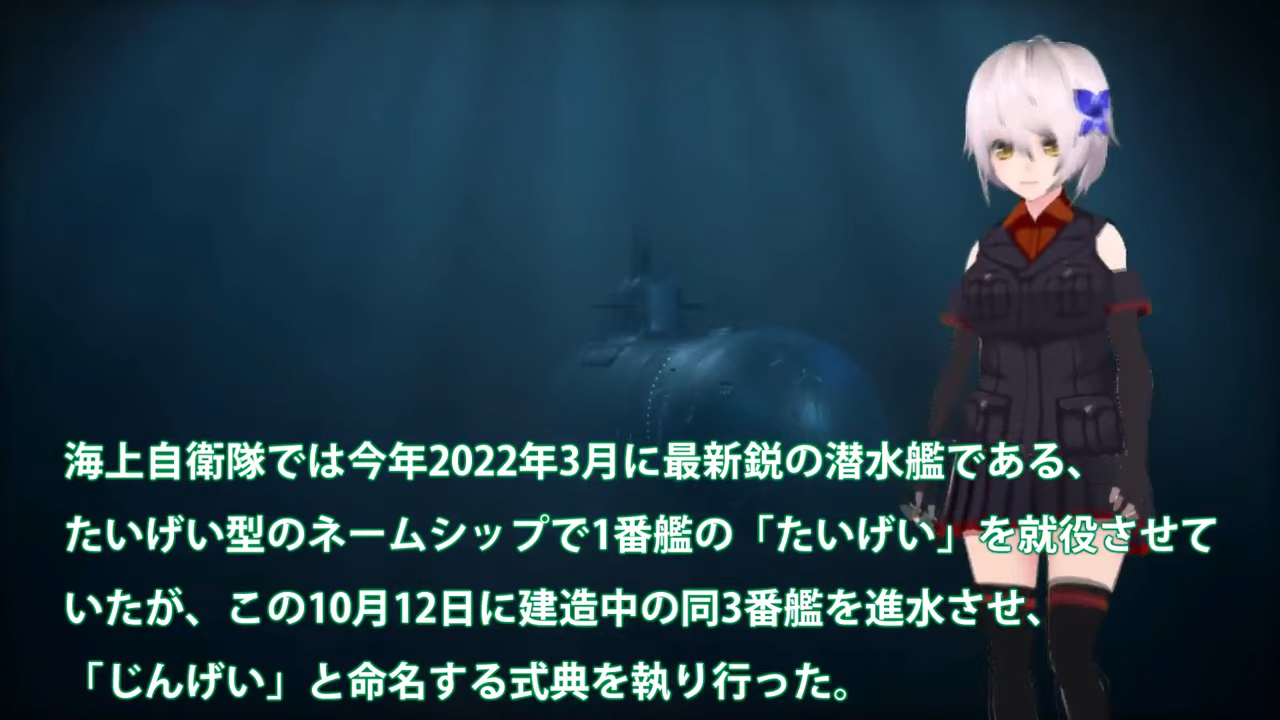 海上自衛隊では今年2022年3月に最新鋭の潜水艦である、
たいげい型のネームシップで1番艦の「たいげい」を就役させて
いたが、この10月12日に建造中の同3番艦を進水させ、
「じんげい」と命名する式典を執り行った。